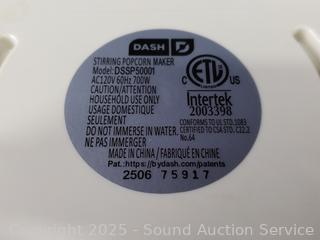 DASH
STIRRING POPCORN MAKER
Model: DSSP50001
AC120V 60Hz 700W
CAUTION/ATTENTION
HOUSEHOLD USE ONLY
USAGE DOMESTIQUE
SEULEMENT
DO NOT IMMERSE IN WATER.
NE PAS IMMERGER
MADE IN CHINA / FABRIQUÉ EN CHINE
Pat.:https://bydash.com/patents
2506 75917
C ETL US
LISTED
Intertek
2003398
CONFORMS TO UL STD.1083
CERTIFIED TO CSA STD. C22.2
No.64
Copyright © 2025 - Sound Auction Service